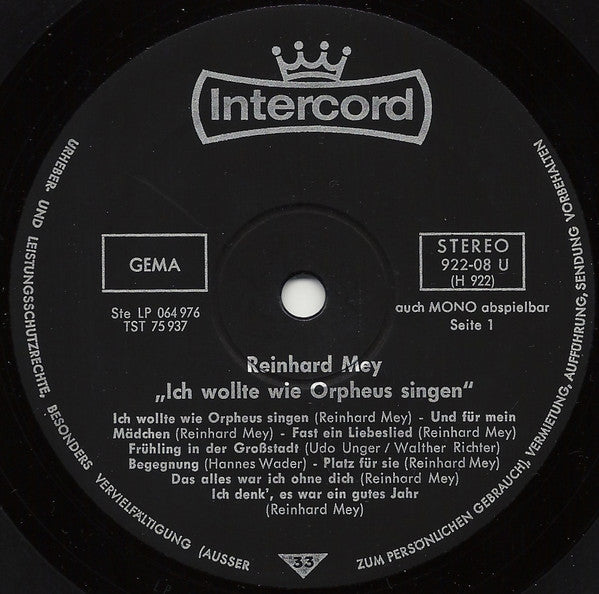 Intercord
GEMA
Ste LP 064 976
TST 75 937
STEREO
922-08 U
(H 922)
auch MONO abspielbar
Seite 1
Reinhard Mey
„Ich wollte wie Orpheus singen“
Ich wollte wie Orpheus singen (Reinhard Mey) - Und für mein
Mädchen (Reinhard Mey) - Fast ein Liebeslied (Reinhard Mey)
Frühling in der Großstadt (Udo Unger / Walther Richter)
Begegnung (Hannes Wader) - Platz für sie (Reinhard Mey)
Das alles war ich ohne dich (Reinhard Mey)
Ich denk', es war ein gutes Jahr
(Reinhard Mey)
33
URHEBER- UND LEISTUNGSSCHUTZRECHTE, BESONDERS VERVIELFÄLTIGUNG (AUSSER ZUM PERSÖNLICHEN GEBRAUCH), VERMIETUNG, AUFFÜHRUNG, SENDUNG VORBEHALTEN